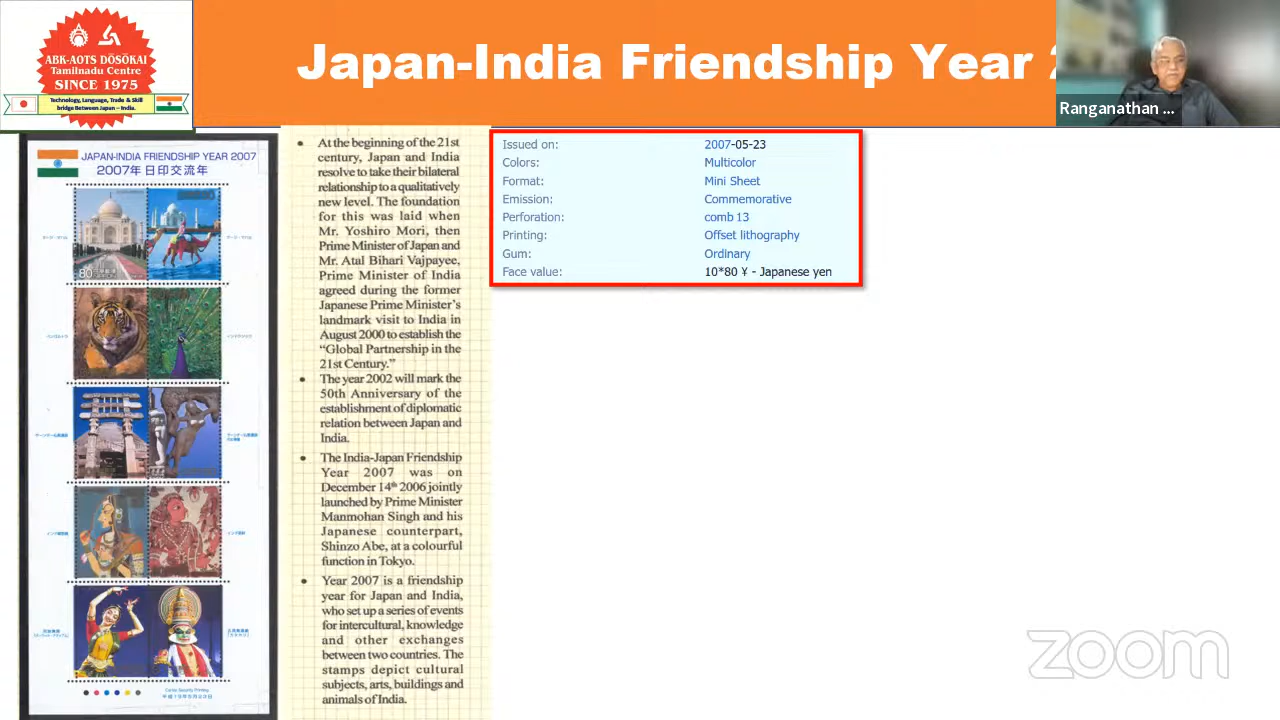 ABK-AOTS DŌSŌKAI
Tamilnadu Centre
SINCE 1975
Technology, Language, Trade & Skill
bridge Between Japan – India.
Japan-India Friendship Year
Ranganathan ...
JAPAN-INDIA FRIENDSHIP YEAR 2007
2007年 日印交流年
80
At the beginning of the 21st
century, Japan and India
resolve to take their bilateral
relationship to a qualitatively
new level. The foundation
for this was laid when
Mr. Yoshiro Mori, then
Prime Minister of Japan and
Mr. Atal Bihari Vajpayee,
Prime Minister of India
agreed during the former
Japanese Prime Minister's
landmark visit to India in
August 2000 to establish the
“Global Partnership in the
21st Century.”
The year 2002 will mark the
50th Anniversary of the
establishment of diplomatic
relation between Japan and
India.
The India-Japan Friendship
Year 2007 was on
December 14th 2006 jointly
launched by Prime Minister
Manmohan Singh and his
Japanese counterpart,
Shinzo Abe, at a colourful
function in Tokyo.
Year 2007 is a friendship
year for Japan and India,
who set up a series of events
for intercultural, knowledge
and other exchanges
between two countries. The
stamps depict cultural
subjects, arts, buildings and
animals of India.
Issued on: 2007-05-23
Colors: Multicolor
Format: Mini Sheet
Emission: Commemorative
Perforation: comb 13
Printing: Offset lithography
Gum: Ordinary
Face value: 10*80 ¥ - Japanese yen
zoom